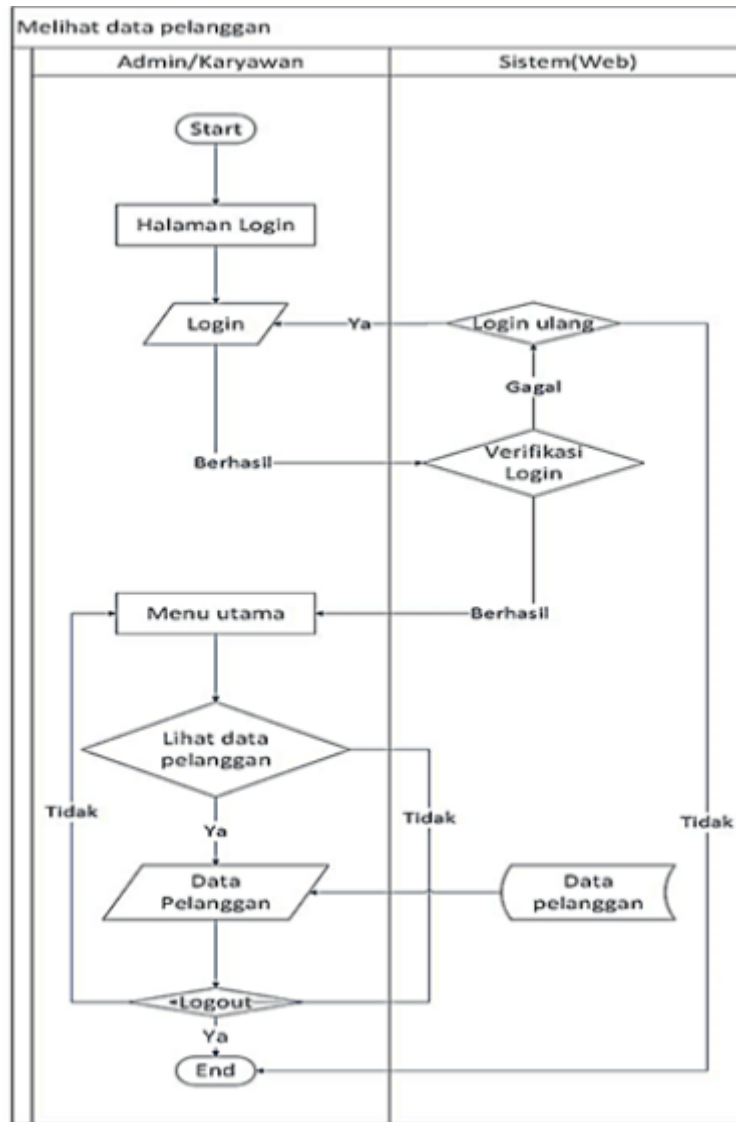 Melihat data pelanggan
Admin/Karyawan
Sistem(Web)
Start
Halaman Login
Login
Ya
Login ulang
Gagal
Verifikasi
Login
Berhasil
Menu utama
Berhasil
Lihat data
pelanggan
Tidak
Tidak
Tidak
Ya
Data
Pelanggan
Data
pelanggan
Logout
Ya
End